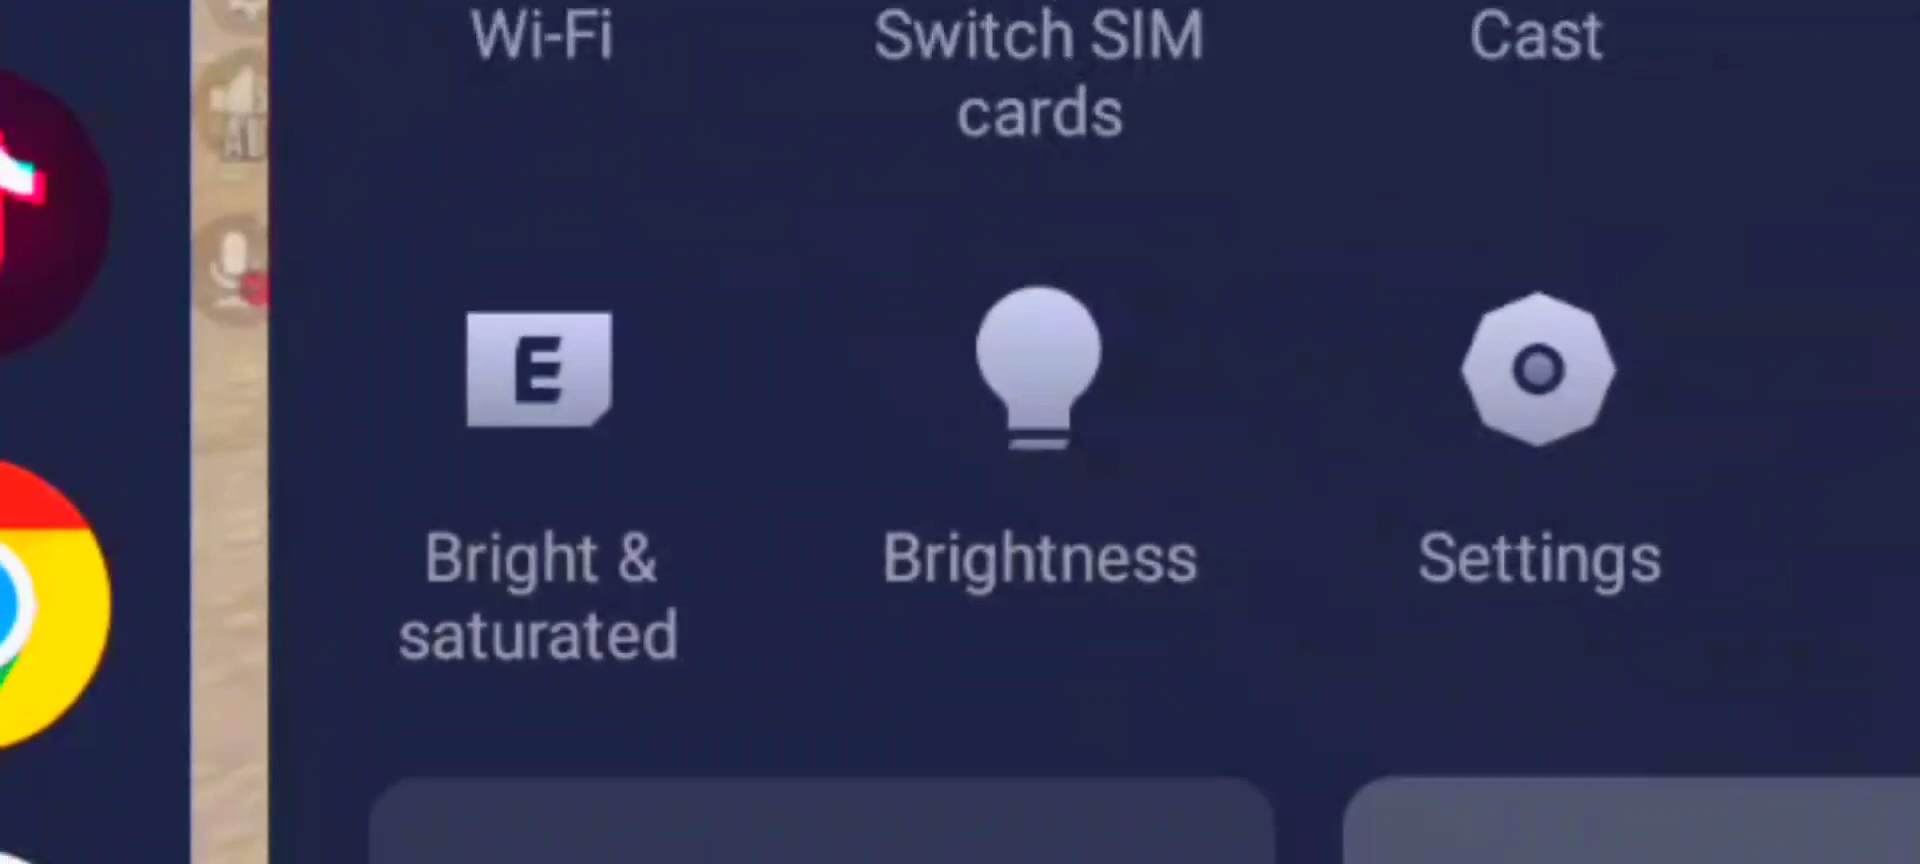 Wi-Fi
Switch SIM
cards
Cast
E
Bright &
saturated
Brightness
Settings